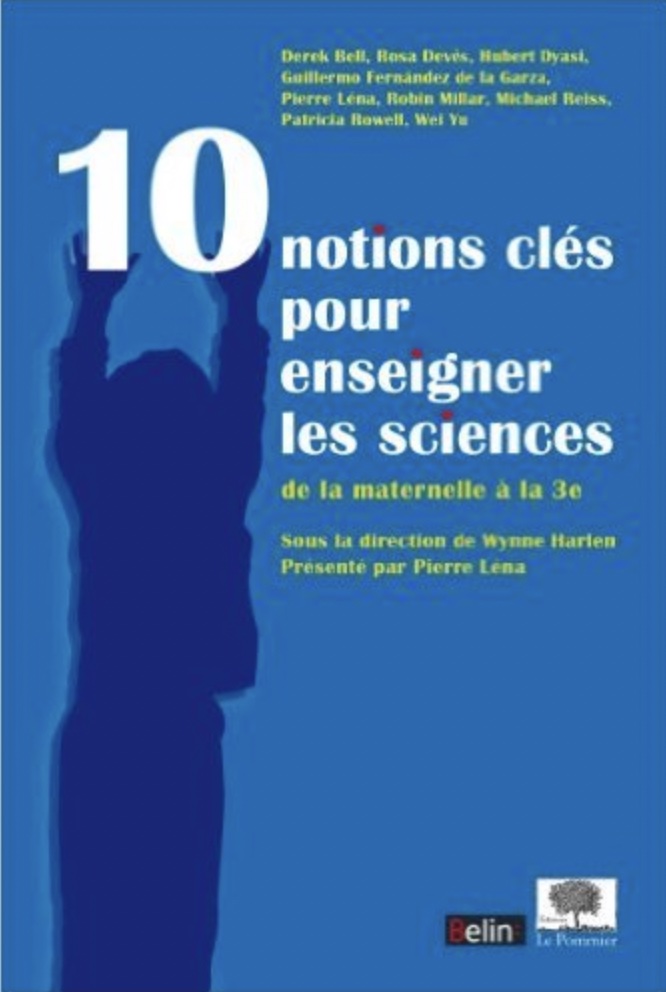 Derek Bell, Rosa Devés, Hubert Dyasi,
Guillermo Fernández de la Garza,
Pierre Léna, Robin Millar, Michael Reiss,
Patricia Rowell, Wei Yu
10 notions clés
pour
enseigner
les sciences
de la maternelle à la 3e
Sous la direction de Wynne Harlen
Présenté par Pierre Léna
Belin
Le Pommier